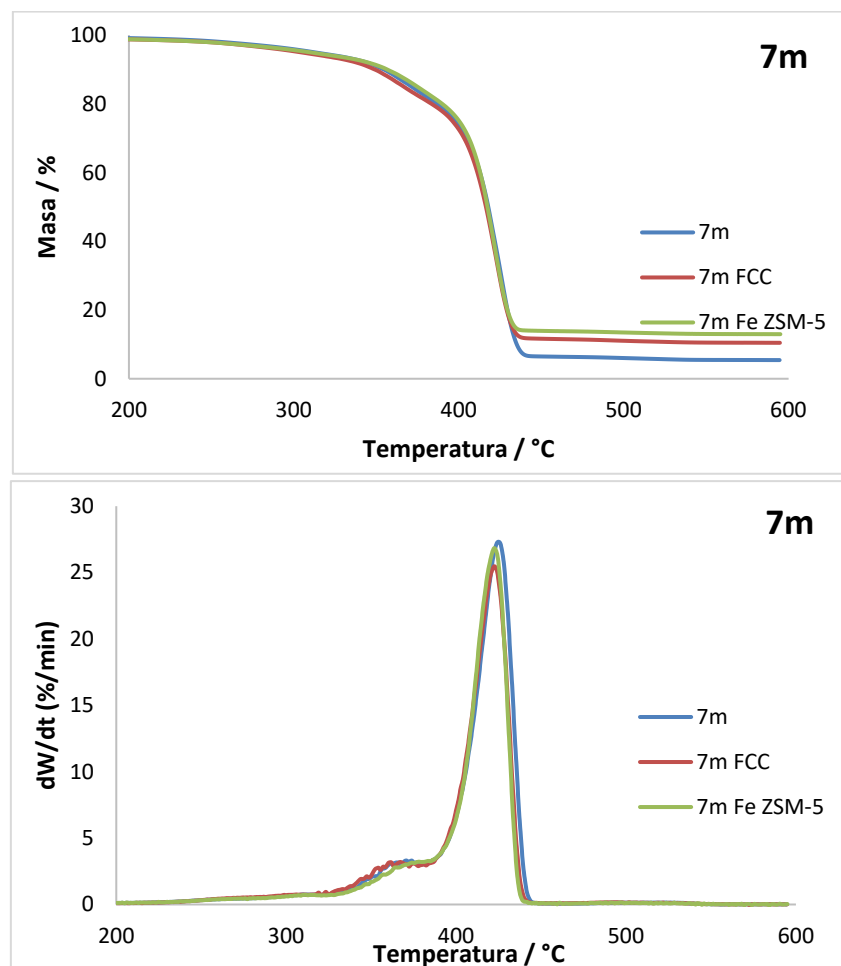 7m
100
80
60
40
20
0
Masa / %
7m
7m FCC
7m Fe ZSM-5
200 300 400 500 600
Temperatura / °C
7m
30
25
20
15
10
5
0
dW/dt (%/min)
7m
7m FCC
7m Fe ZSM-5
200 300 400 500 600
Temperatura / °C